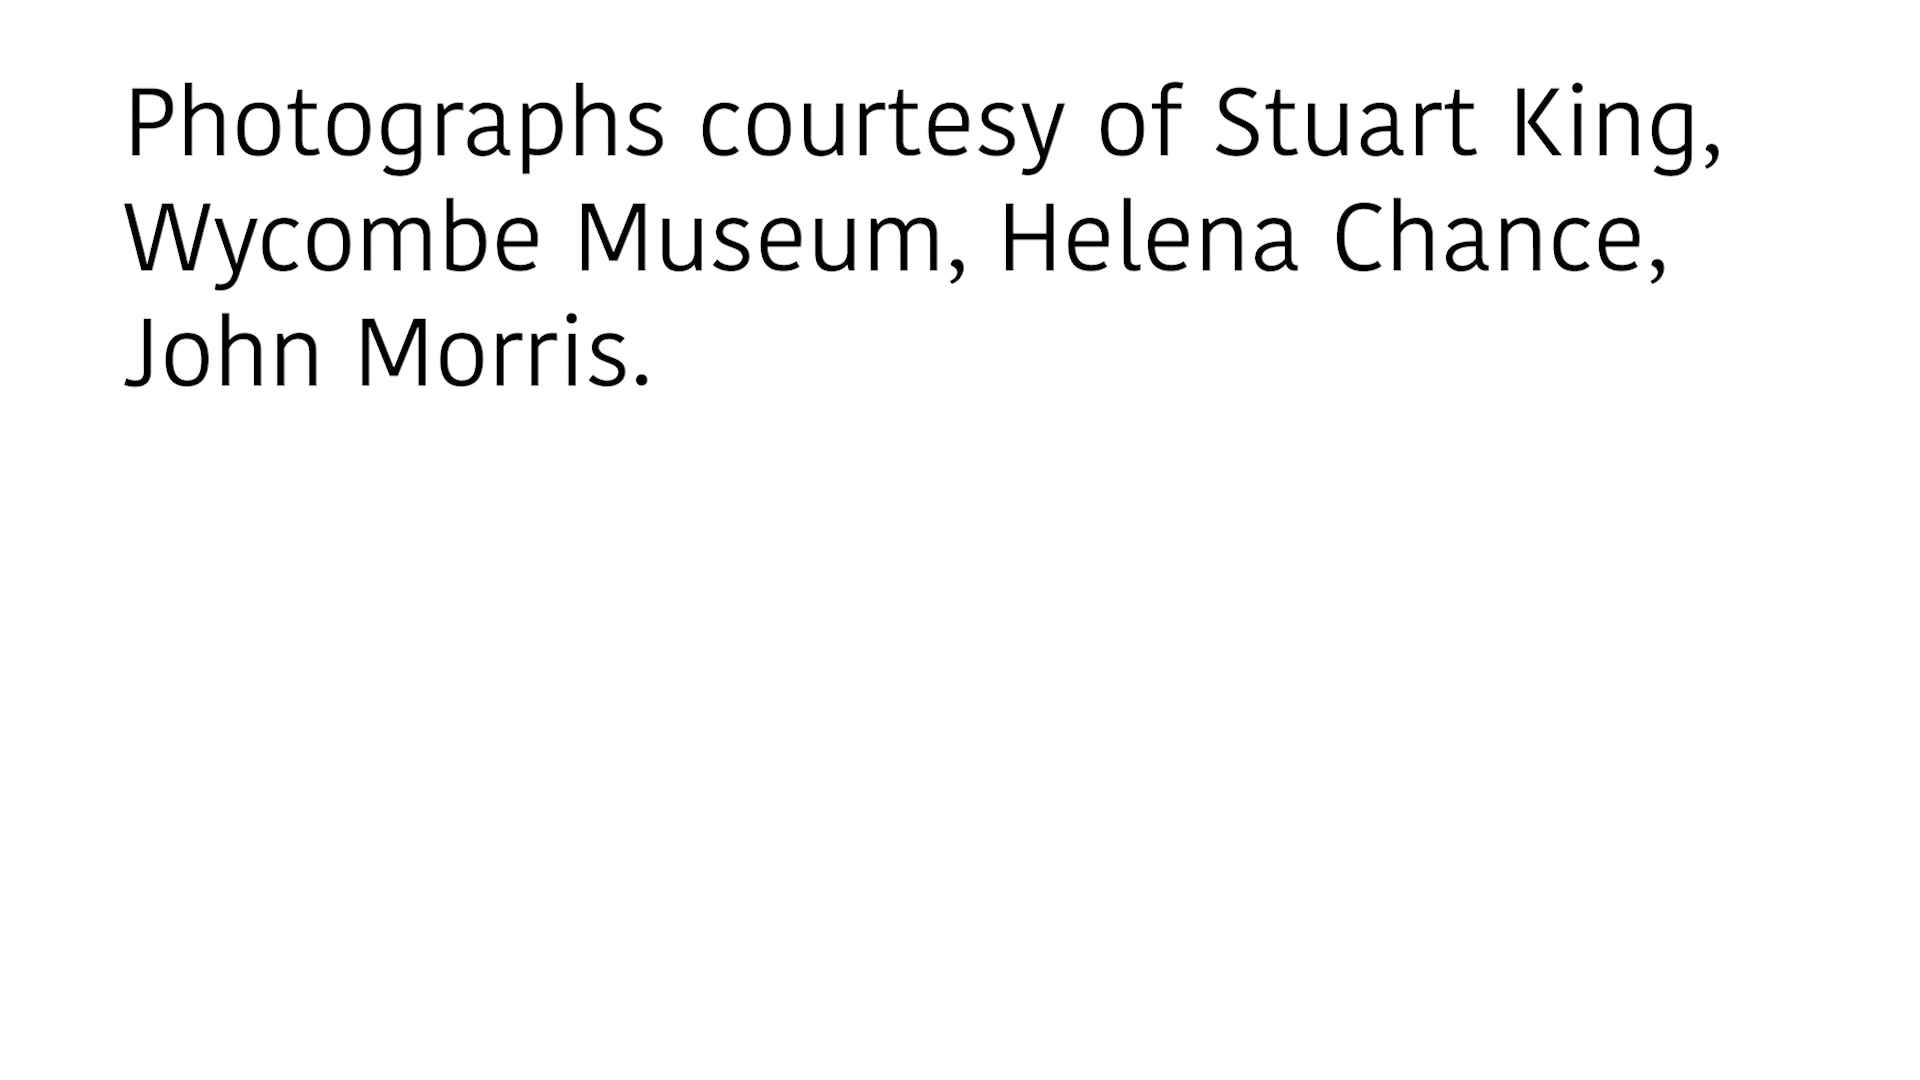 Photographs courtesy of Stuart King,
Wycombe Museum, Helena Chance,
John Morris.